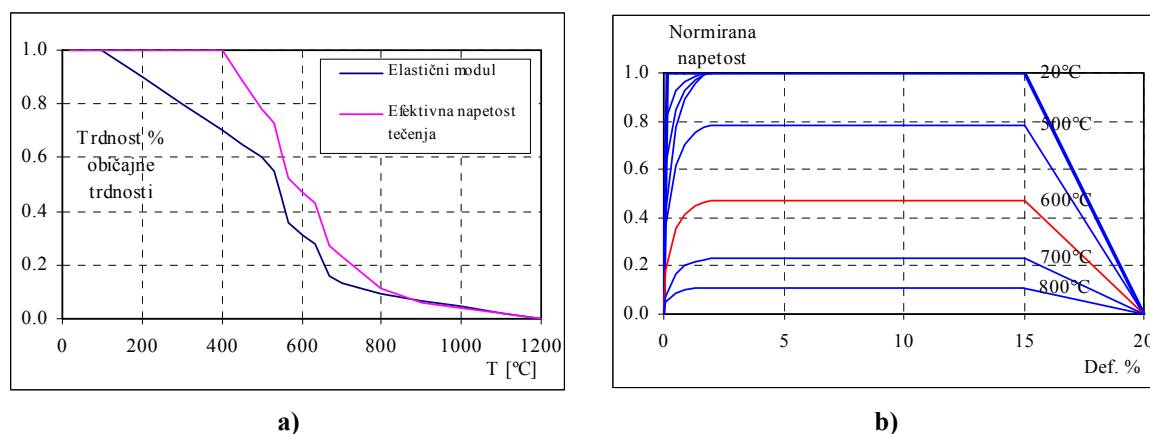 1.0
0.8
0.6
0.4
0.2
0.0
Elastični modul
Efektivna napetost
tečenja
Trdnost %
običajne
trdnosti
0 200 400 600 800 1000 1200
T [ºC]
a)
Normirana
napetost
1.0
0.8
0.6
0.4
0.2
0.0
20°C
500°C
600°C
700°C
800°C
0 5 10 15 20
Def. %
b)